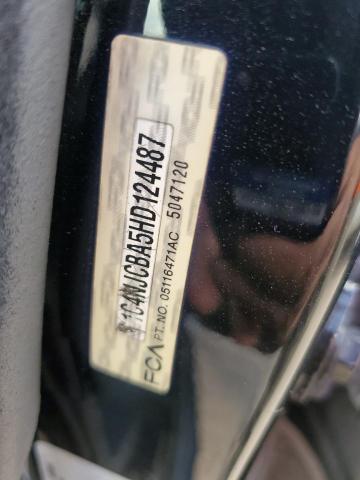 1C4NJCBA5HD124487
FCA PT. NO. 05116471AC 5047120